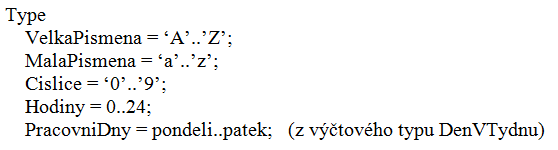 Type
VelkaPismena = ‘A’..’Z’;
MalaPismena = ‘a’..’z’;
Cislice = ‘0’..’9’;
Hodiny = 0..24;
PracovniDny = pondeli..patek; (z výčtového typu DenVTydnu)